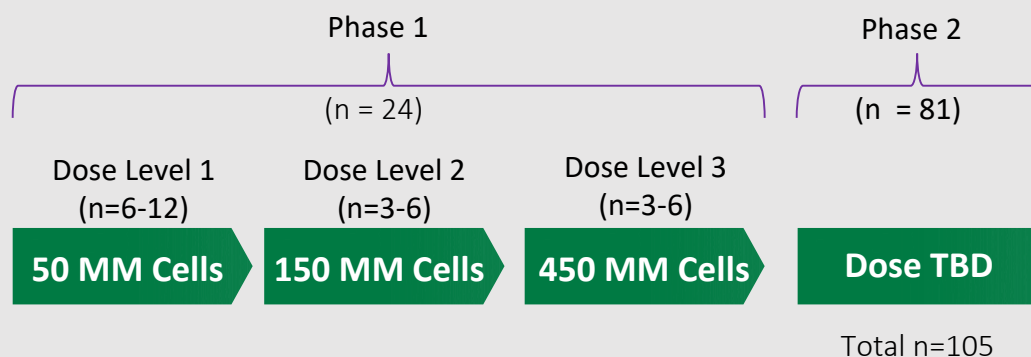 Phase 1
(n = 24)
Dose Level 1
(n=6-12)
50 MM Cells
Dose Level 2
(n=3-6)
150 MM Cells
Dose Level 3
(n=3-6)
450 MM Cells
Phase 2
(n = 81)
Dose TBD
Total n=105